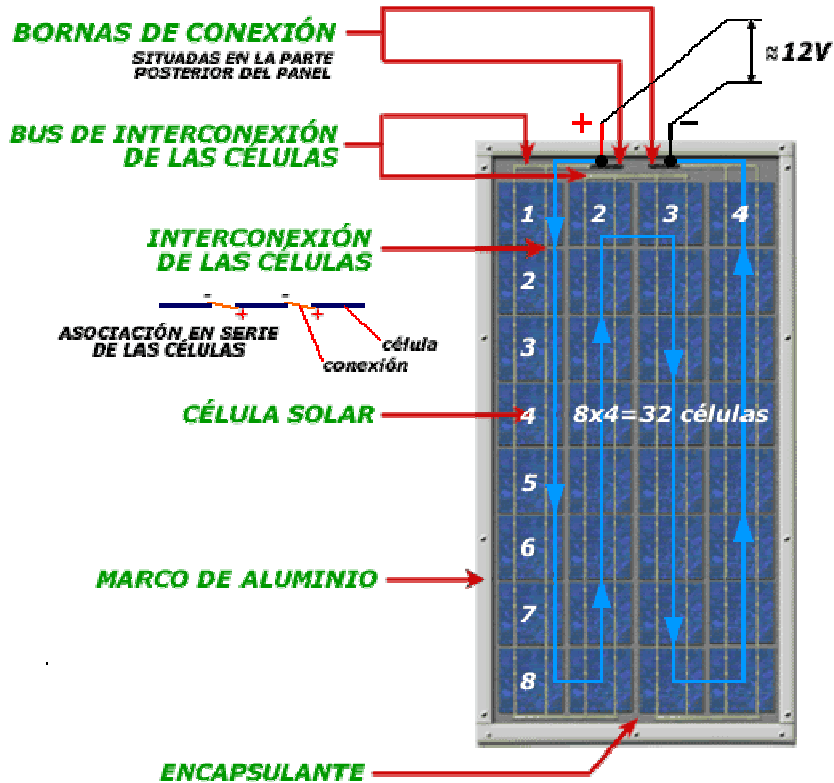 BORNAS DE CONEXIÓN
SITUADAS EN LA PARTE
POSTERIOR DEL PANEL
≈12V
+ −
BUS DE INTERCONEXIÓN
DE LAS CÉLULAS
1 2 3 4
INTERCONEXIÓN
DE LAS CÉLULAS
2
- -
+ +
ASOCIACIÓN EN SERIE
DE LAS CÉLULAS
célula
conexión
3
CÉLULA SOLAR
4 8x4=32 células
5
6
MARCO DE ALUMINIO
7
8
ENCAPSULANTE